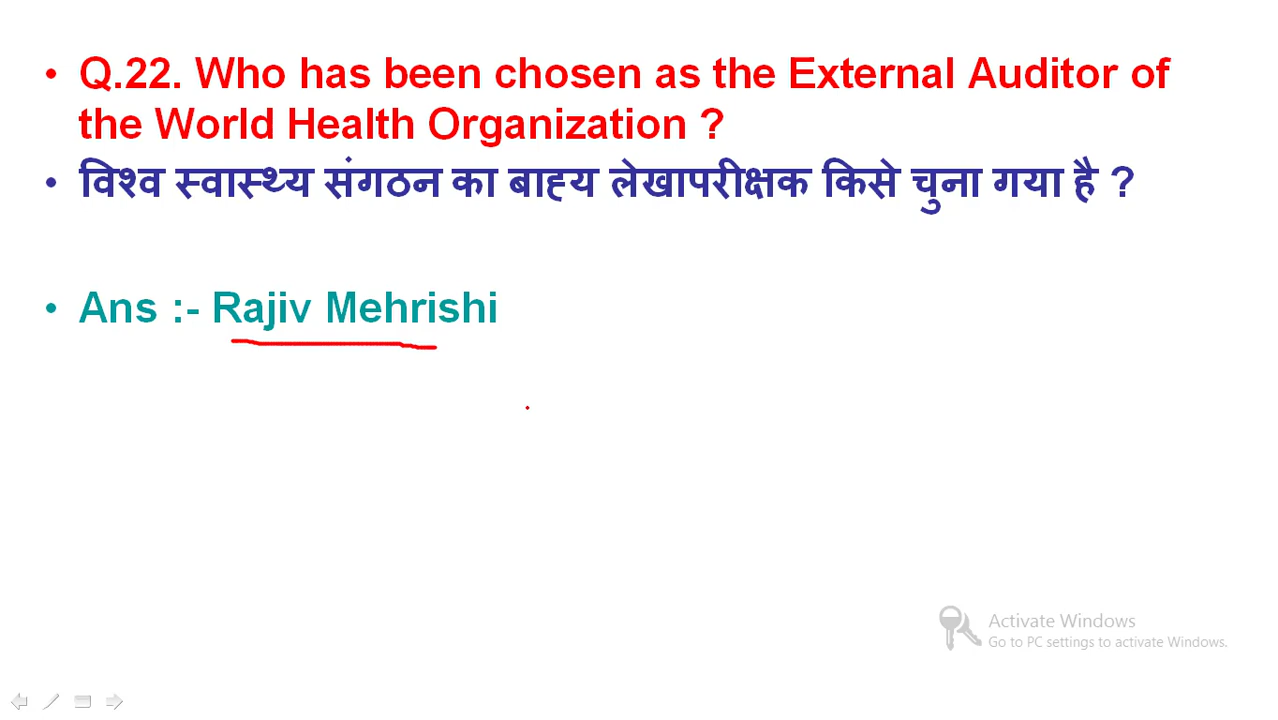 • Q.22. Who has been chosen as the External Auditor of
the World Health Organization ?
• विश्व स्वास्थ्य संगठन का बाह्य लेखापरीक्षक किसे चुना गया है ?
• Ans :- Rajiv Mehrishi
Activate Windows
Go to PC settings to activate Windows.